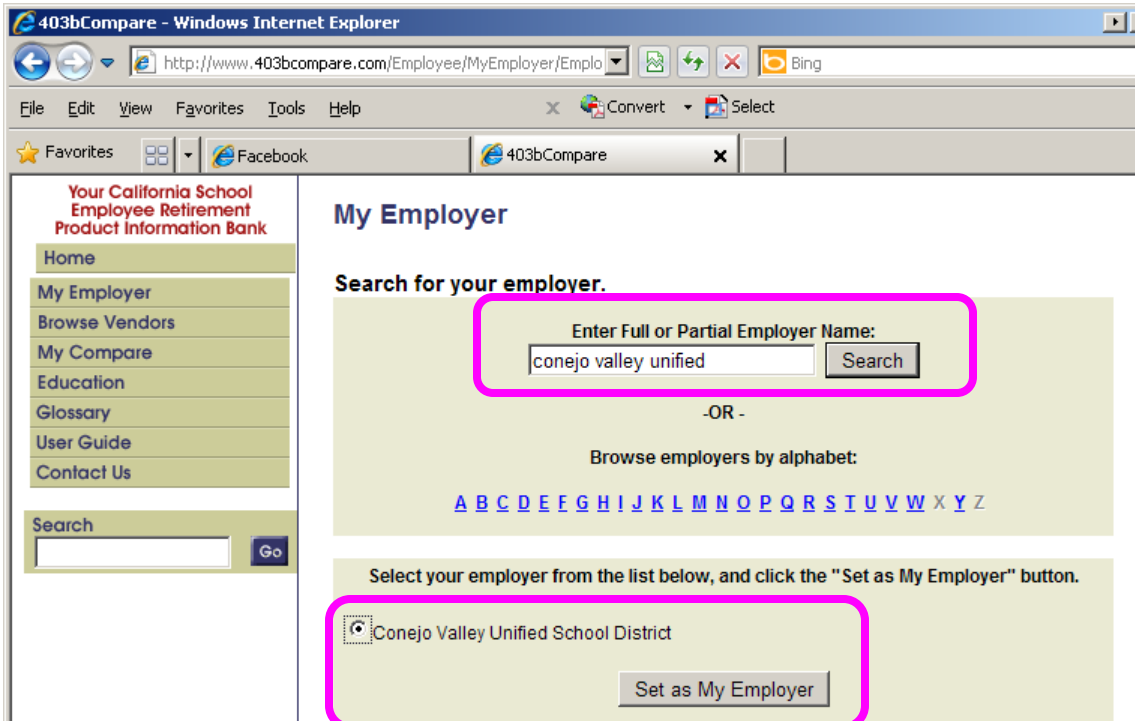 403bCompare - Windows Internet Explorer
http://www.403bcompare.com/Employee/MyEmployer/Emplo
Bing
File Edit View Favorites Tools Help
x Convert Select
Favorites Facebook 403bCompare x
Your California School
Employee Retirement
Product Information Bank
Home
My Employer
Browse Vendors
My Compare
Education
Glossary
User Guide
Contact Us
Search
Go
My Employer
Search for your employer.
Enter Full or Partial Employer Name:
conejo valley unified Search
-OR -
Browse employers by alphabet:
A B C D E F G H I J K L M N O P Q R S T U V W X Y Z
Select your employer from the list below, and click the "Set as My Employer" button.
Conejo Valley Unified School District
Set as My Employer